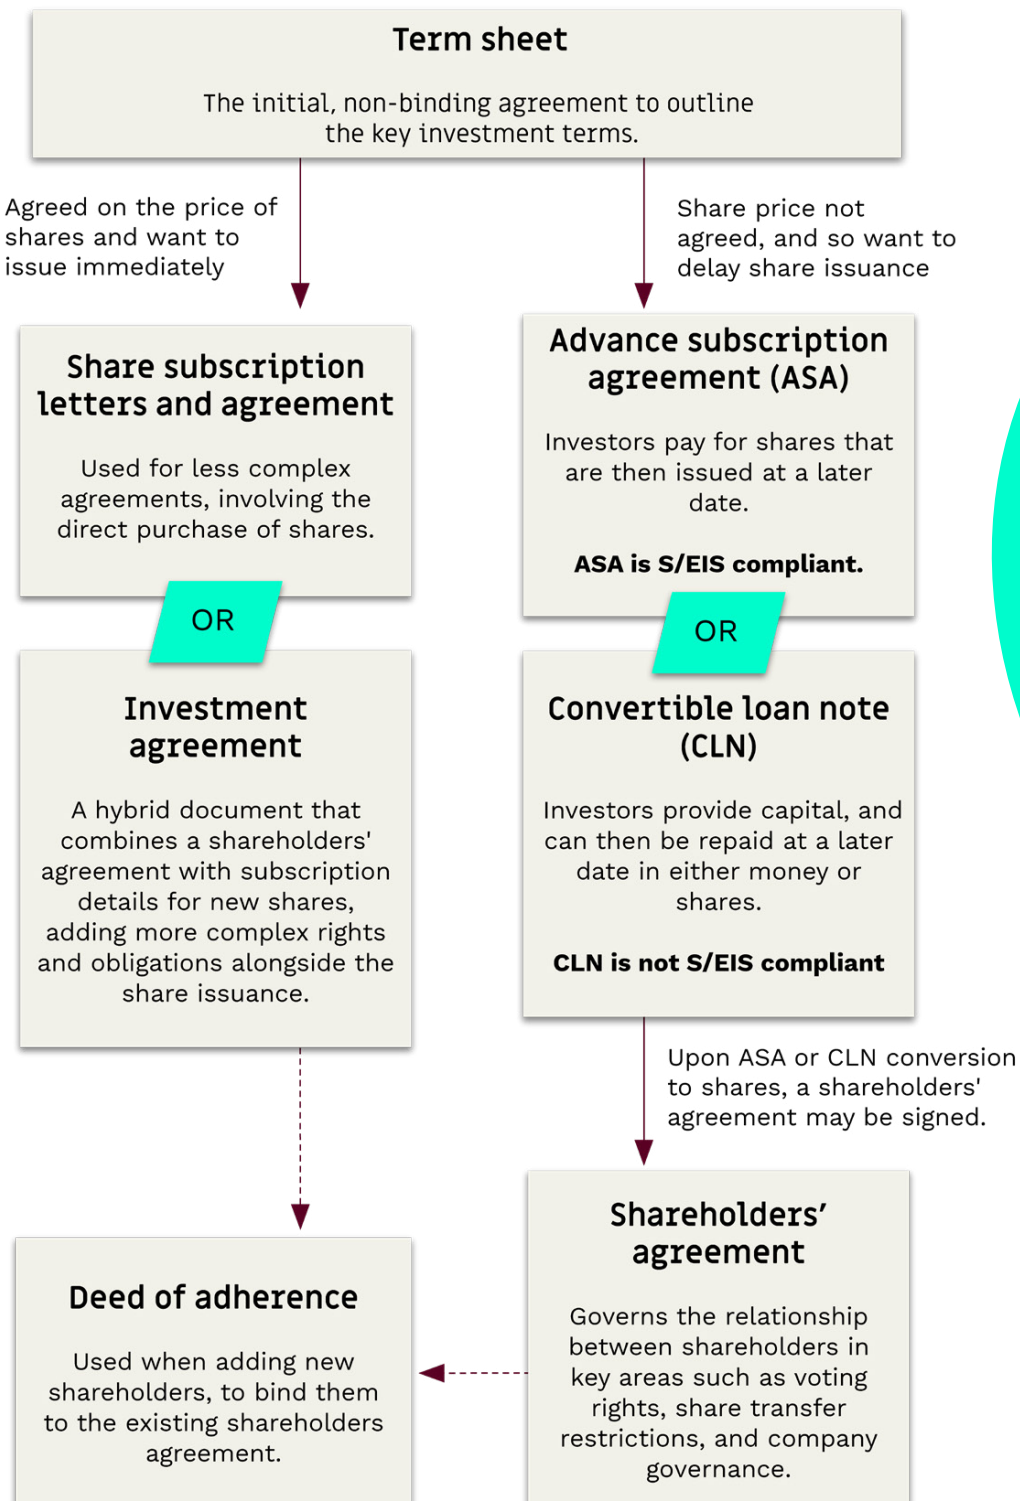 Term sheet
The initial, non-binding agreement to outline
the key investment terms.
Agreed on the price of
shares and want to
issue immediately
Share price not
agreed, and so want to
delay share issuance
Share subscription
letters and agreement
Used for less complex
agreements, involving the
direct purchase of shares.
Advance subscription
agreement (ASA)
Investors pay for shares that
are then issued at a later
date.
ASA is S/EIS compliant.
OR
OR
Investment
agreement
A hybrid document that
combines a shareholders'
agreement with subscription
details for new shares,
adding more complex rights
and obligations alongside the
share issuance.
Convertible loan note
(CLN)
Investors provide capital, and
can then be repaid at a later
date in either money or
shares.
CLN is not S/EIS compliant
Upon ASA or CLN conversion
to shares, a shareholders'
agreement may be signed.
Deed of adherence
Used when adding new
shareholders, to bind them
to the existing shareholders
agreement.
Shareholders’
agreement
Governs the relationship
between shareholders in
key areas such as voting
rights, share transfer
restrictions, and company
governance.